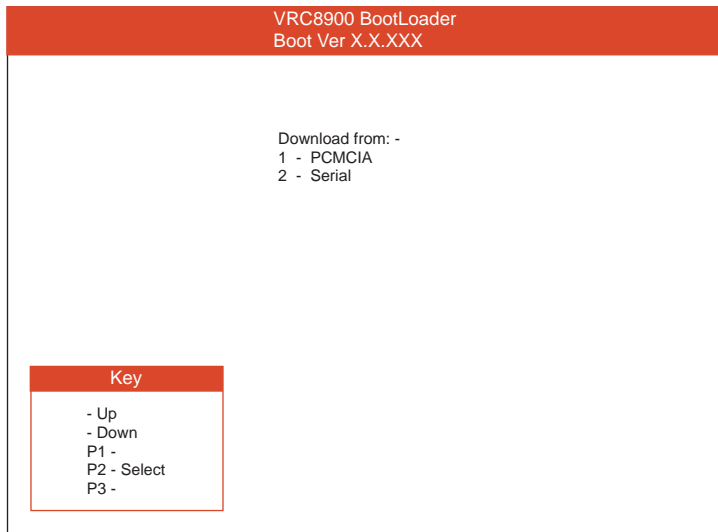 VRC8900 BootLoader
Boot Ver X.X.XXX
Download from: -
1 - PCMCIA
2 - Serial
Key
- Up
- Down
P1 -
P2 - Select
P3 -